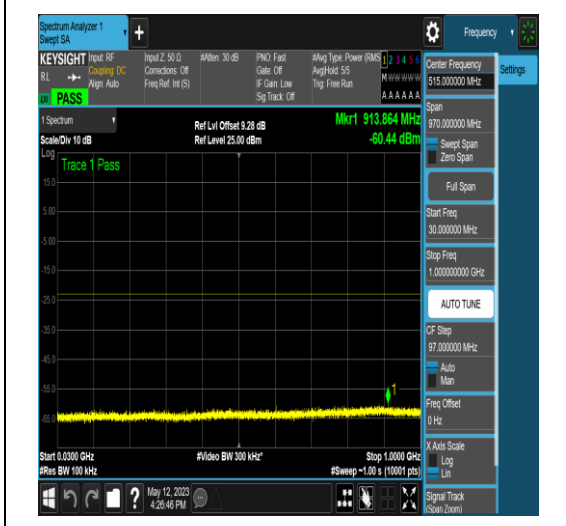 Spectrum Analyzer 1
Swept SA
+
Frequency
KEYSIGHT
RL
PASS
Input: RF
Coupling: DC
Align: Auto
Input Z: 50 Ω
Corrections: Off
Freq Ref: Int (S)
#Atten: 30 dB
PNO: Fast
Gate: Off
IF Gain: Low
Sig Track: Off
#Avg Type: Power (RMS
Avg|Hold: 5/5
Trig: Free Run
1 2 3 4 5 6
M W W W W W
A A A A A A
1 Spectrum
Scale/Div 10 dB
Ref Lvl Offset 9.28 dB
Ref Level 25.00 dBm
Mkr1 913.864 MHz
-60.44 dBm
Log
Trace 1 Pass
15.0
5.00
-5.00
-15.0
-25.0
-35.0
-45.0
-55.0
-65.0
1
Start 0.0300 GHz
#Res BW 100 kHz
#Video BW 300 kHz*
Stop 1.0000 GHz
#Sweep ~1.00 s (10001 pts)
?
May 12, 2023
4:26:46 PM
Center Frequency
515.000000 MHz
Settings
Span
970.000000 MHz
Swept Span
Zero Span
Full Span
Start Freq
30.000000 MHz
Stop Freq
1.000000000 GHz
AUTO TUNE
CF Step
97.000000 MHz
Auto
Man
Freq Offset
0 Hz
X Axis Scale
Log
Lin
Signal Track
(Span Zoom)